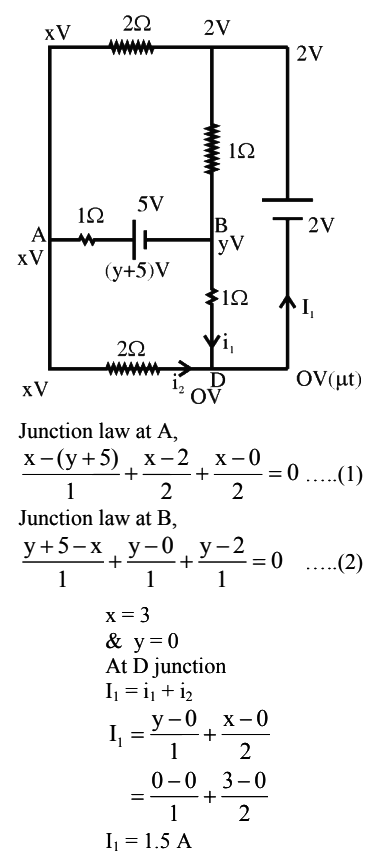 xV 2Ω 2V
2V
1Ω
1Ω 5V B 2V
A yV
xV (y+5)V
1Ω I₁
2Ω i₁
i₂ D OV(µt)
xV OV
Junction law at A,
x−(y+5)/1 + x−2/2 + x−0/2 = 0 .....(1)
Junction law at B,
y+5−x/1 + y−0/1 + y−2/1 = 0 .....(2)
x = 3
& y = 0
At D junction
I₁ = i₁ + i₂
I₁ = y−0/1 + x−0/2
= 0−0/1 + 3−0/2
I₁ = 1.5 A